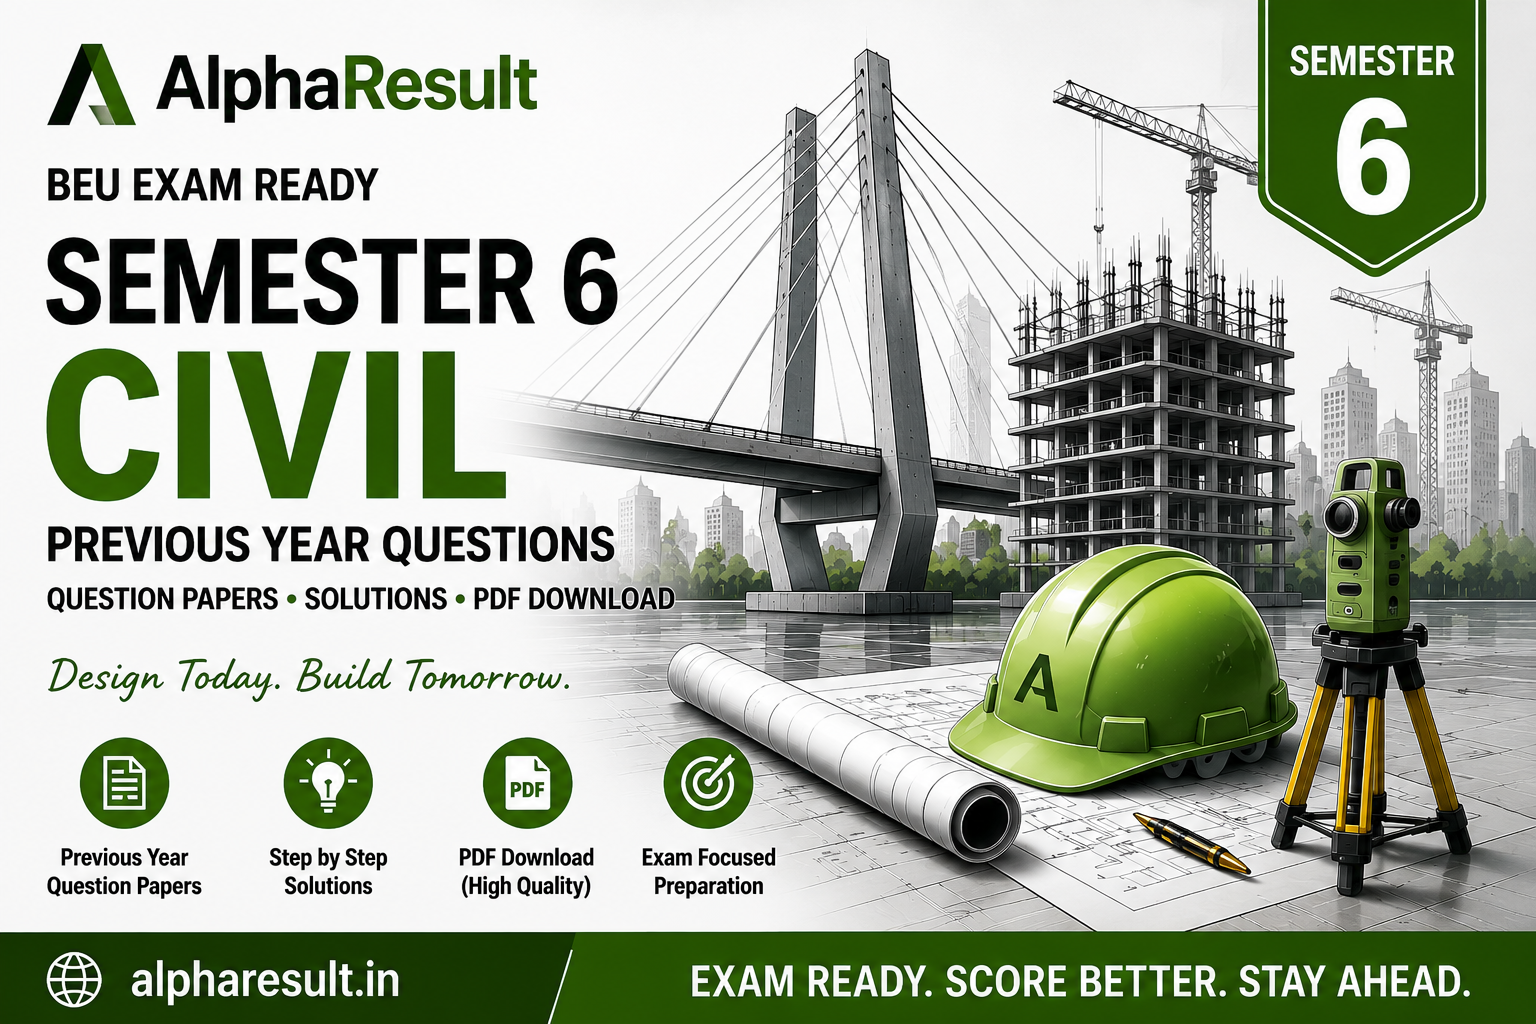 AlphaResult
SEMESTER
6
BEU EXAM READY
SEMESTER 6
CIVIL
PREVIOUS YEAR QUESTIONS
QUESTION PAPERS • SOLUTIONS • PDF DOWNLOAD
Design Today. Build Tomorrow.
A
PDF
Previous Year
Question Papers
Step by Step
Solutions
PDF Download
(High Quality)
Exam Focused
Preparation
alpharesult.in
EXAM READY. SCORE BETTER. STAY AHEAD.